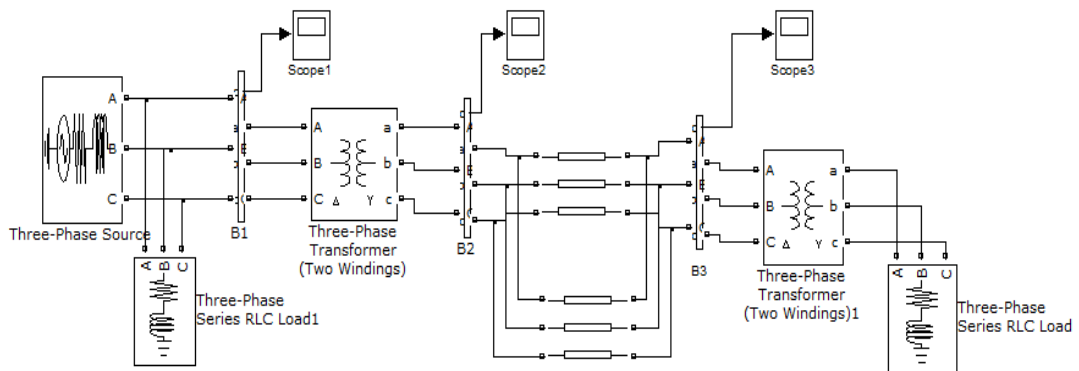 Scope1
Scope2
Scope3
A
B
C
Three-Phase Source
B1
A
B
C
a
b
c
Δ
Y
Three-Phase
Transformer
(Two Windings)
B2
B3
A
B
C
a
b
c
Δ
Y
Three-Phase
Transformer
(Two Windings)1
A
B
C
Three-Phase
Series RLC Load1
A
B
C
Three-Phase
Series RLC Load